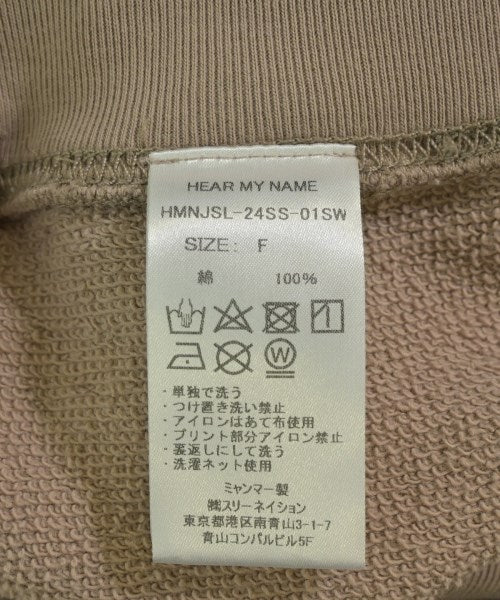 HEAR MY NAME
HMNJSL-24SS-01SW
SIZE: F
綿 100%
W
・単独で洗う
・つけ置き洗い禁止
・アイロンはあて布使用
・プリント部分アイロン禁止
・裏返しにして洗う
・洗濯ネット使用
ミャンマー製
㈱スリーネイション
東京都港区南青山3-1-7
青山コンパルビル5F